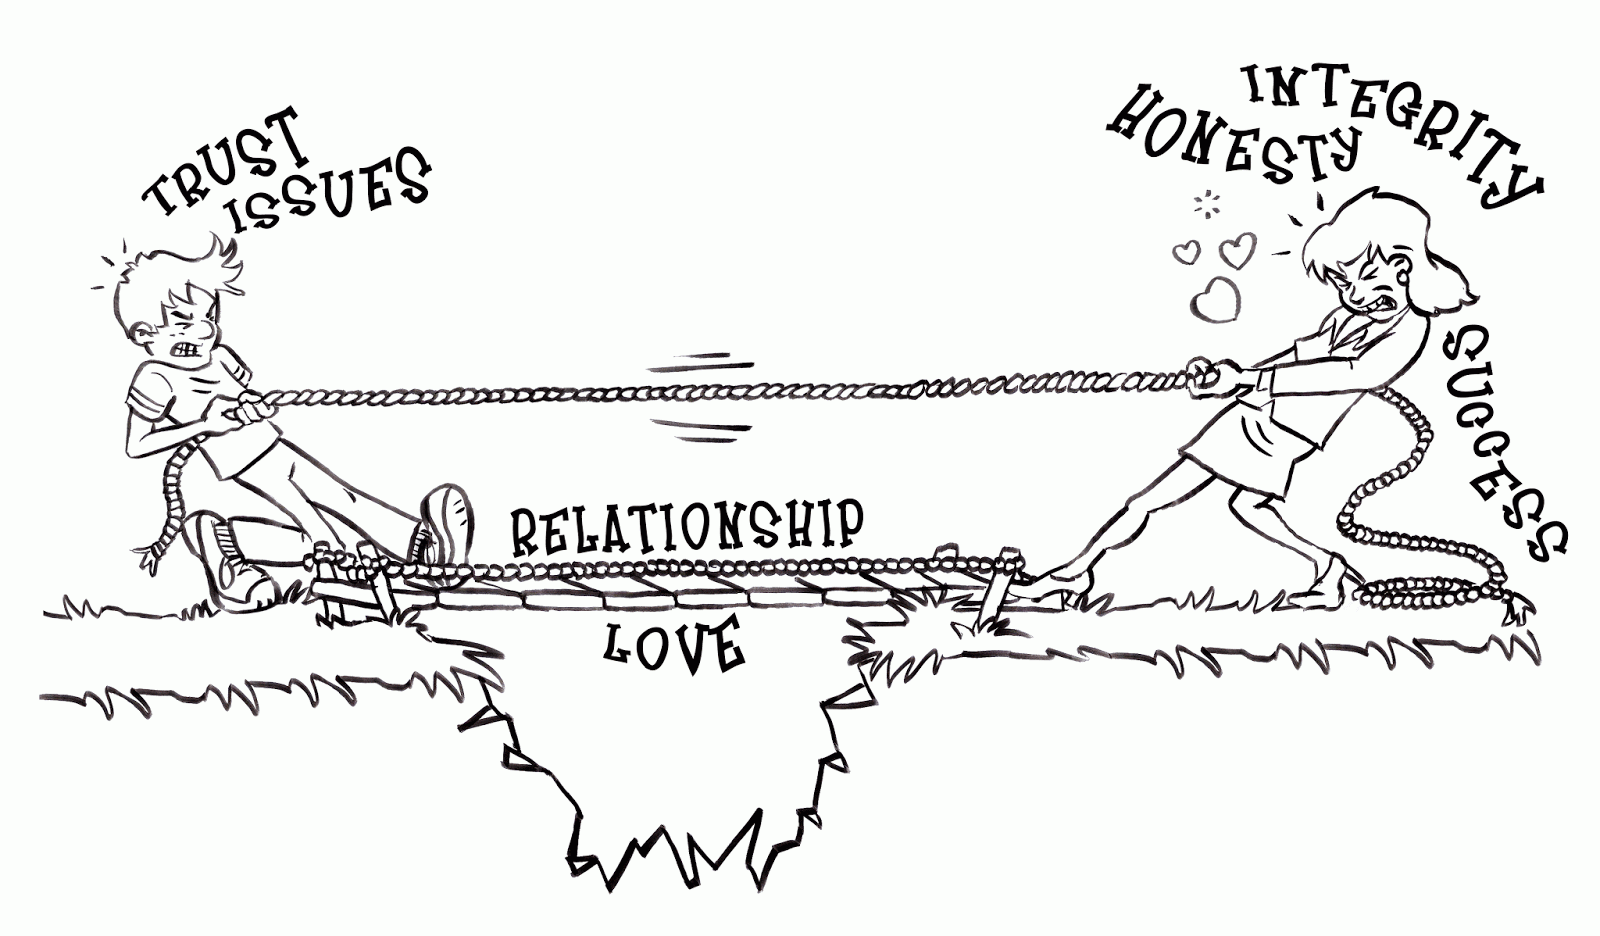 TRUST
ISSUES
INTEGRITY
HONESTY
SUCCESS
RELATIONSHIP
LOVE